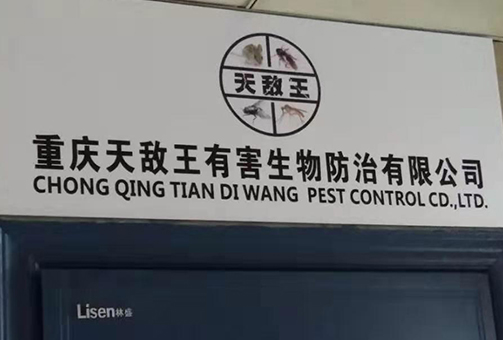 天敌王
重庆天敌王有害生物防治有限公司
CHONG QING TIAN DI WANG PEST CONTROL CD.,LTD.
Lisen林盛